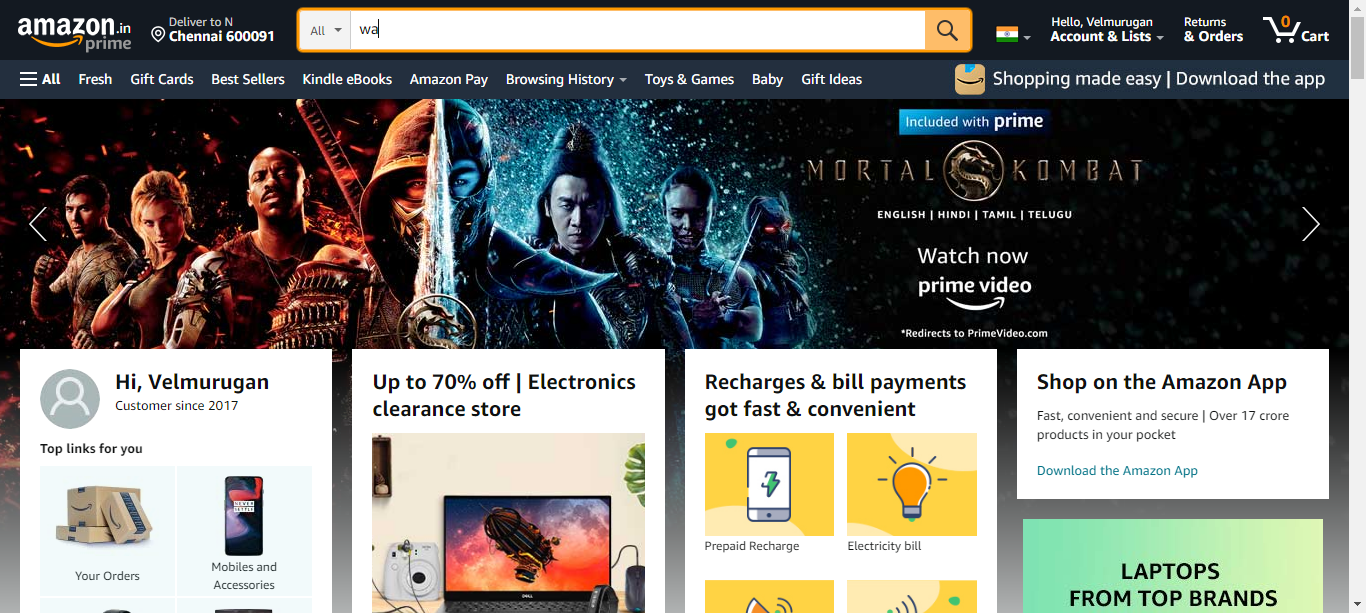 amazon.in
prime
Deliver to N
Chennai 600091
All
wa
Hello, Velmurugan
Account & Lists
Returns
& Orders
0
Cart
All
Fresh
Gift Cards
Best Sellers
Kindle eBooks
Amazon Pay
Browsing History
Toys & Games
Baby
Gift Ideas
Shopping made easy | Download the app
Included with prime
MORTAL KOMBAT
ENGLISH | HINDI | TAMIL | TELUGU
Watch now
prime video
*Redirects to PrimeVideo.com
Hi, Velmurugan
Customer since 2017
Top links for you
Your Orders
Mobiles and
Accessories
Up to 70% off | Electronics
clearance store
DELL
Recharges & bill payments
got fast & convenient
Prepaid Recharge
Electricity bill
Shop on the Amazon App
Fast, convenient and secure | Over 17 crore
products in your pocket
Download the Amazon App
LAPTOPS
FROM TOP BRANDS